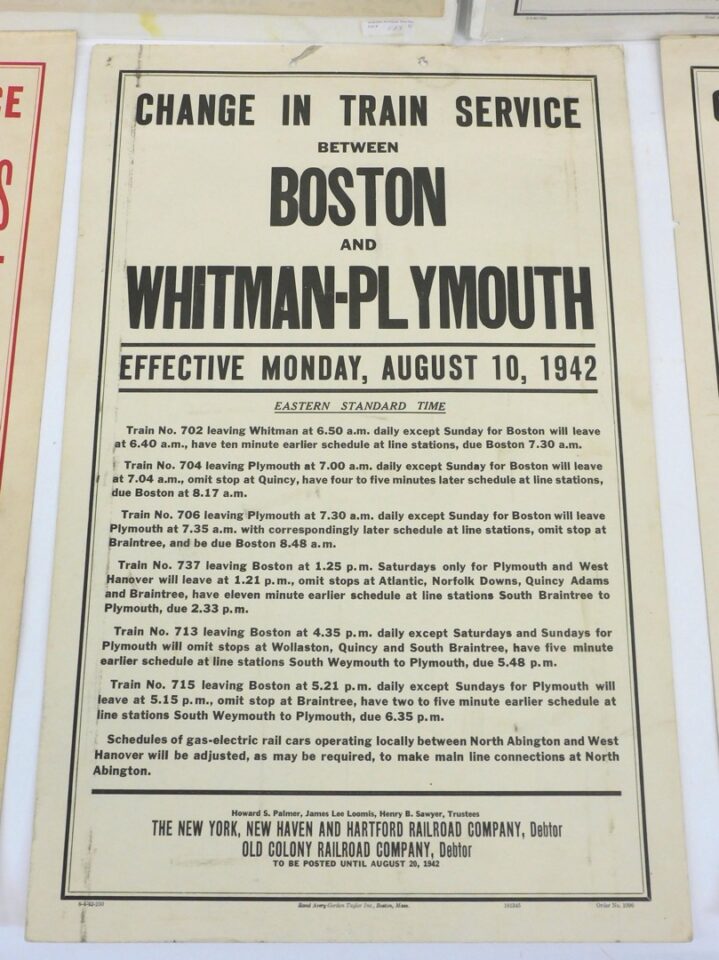 CHANGE IN TRAIN SERVICE
BETWEEN
BOSTON
AND
WHITMAN-PLYMOUTH
EFFECTIVE MONDAY, AUGUST 10, 1942
EASTERN STANDARD TIME
Train No. 702 leaving Whitman at 6.50 a.m. daily except Sunday for Boston will leave
at 6.40 a.m., have ten minute earlier schedule at line stations, due Boston 7.30 a.m.
Train No. 704 leaving Plymouth at 7.00 a.m. daily except Sunday for Boston will leave
at 7.04 a.m., omit stop at Quincy, have four to five minutes later schedule at line stations,
due Boston at 8.17 a.m.
Train No. 706 leaving Plymouth at 7.30 a.m. daily except Sunday for Boston will leave
Plymouth at 7.35 a.m. with correspondingly later schedule at line stations, omit stop at
Braintree, and be due Boston 8.48 a.m.
Train No. 737 leaving Boston at 1.25 p.m. Saturdays only for Plymouth and West
Hanover will leave at 1.21 p.m., omit stops at Atlantic, Norfolk Downs, Quincy Adams
and Braintree, have eleven minute earlier schedule at line stations South Braintree to
Plymouth, due 2.33 p.m.
Train No. 713 leaving Boston at 4.35 p.m. daily except Saturdays and Sundays for
Plymouth will omit stops at Wollaston, Quincy and South Braintree, have five minute
earlier schedule at line stations South Weymouth to Plymouth, due 5.48 p.m.
Train No. 715 leaving Boston at 5.21 p.m. daily except Sundays for Plymouth will
leave at 5.15 p.m., omit stop at Braintree, have two to five minute earlier schedule at
line stations South Weymouth to Plymouth, due 6.35 p.m.
Schedules of gas-electric rail cars operating locally between North Abington and West
Hanover will be adjusted, as may be required, to make main line connections at North
Abington.
Howard S. Palmer, James Lee Loomis, Henry B. Sawyer, Trustees
THE NEW YORK, NEW HAVEN AND HARTFORD RAILROAD COMPANY, Debtor
OLD COLONY RAILROAD COMPANY, Debtor
TO BE POSTED UNTIL AUGUST 20, 1942
Rand Avery-Gordon Taylor Inc., Boston, Mass.
Order No.